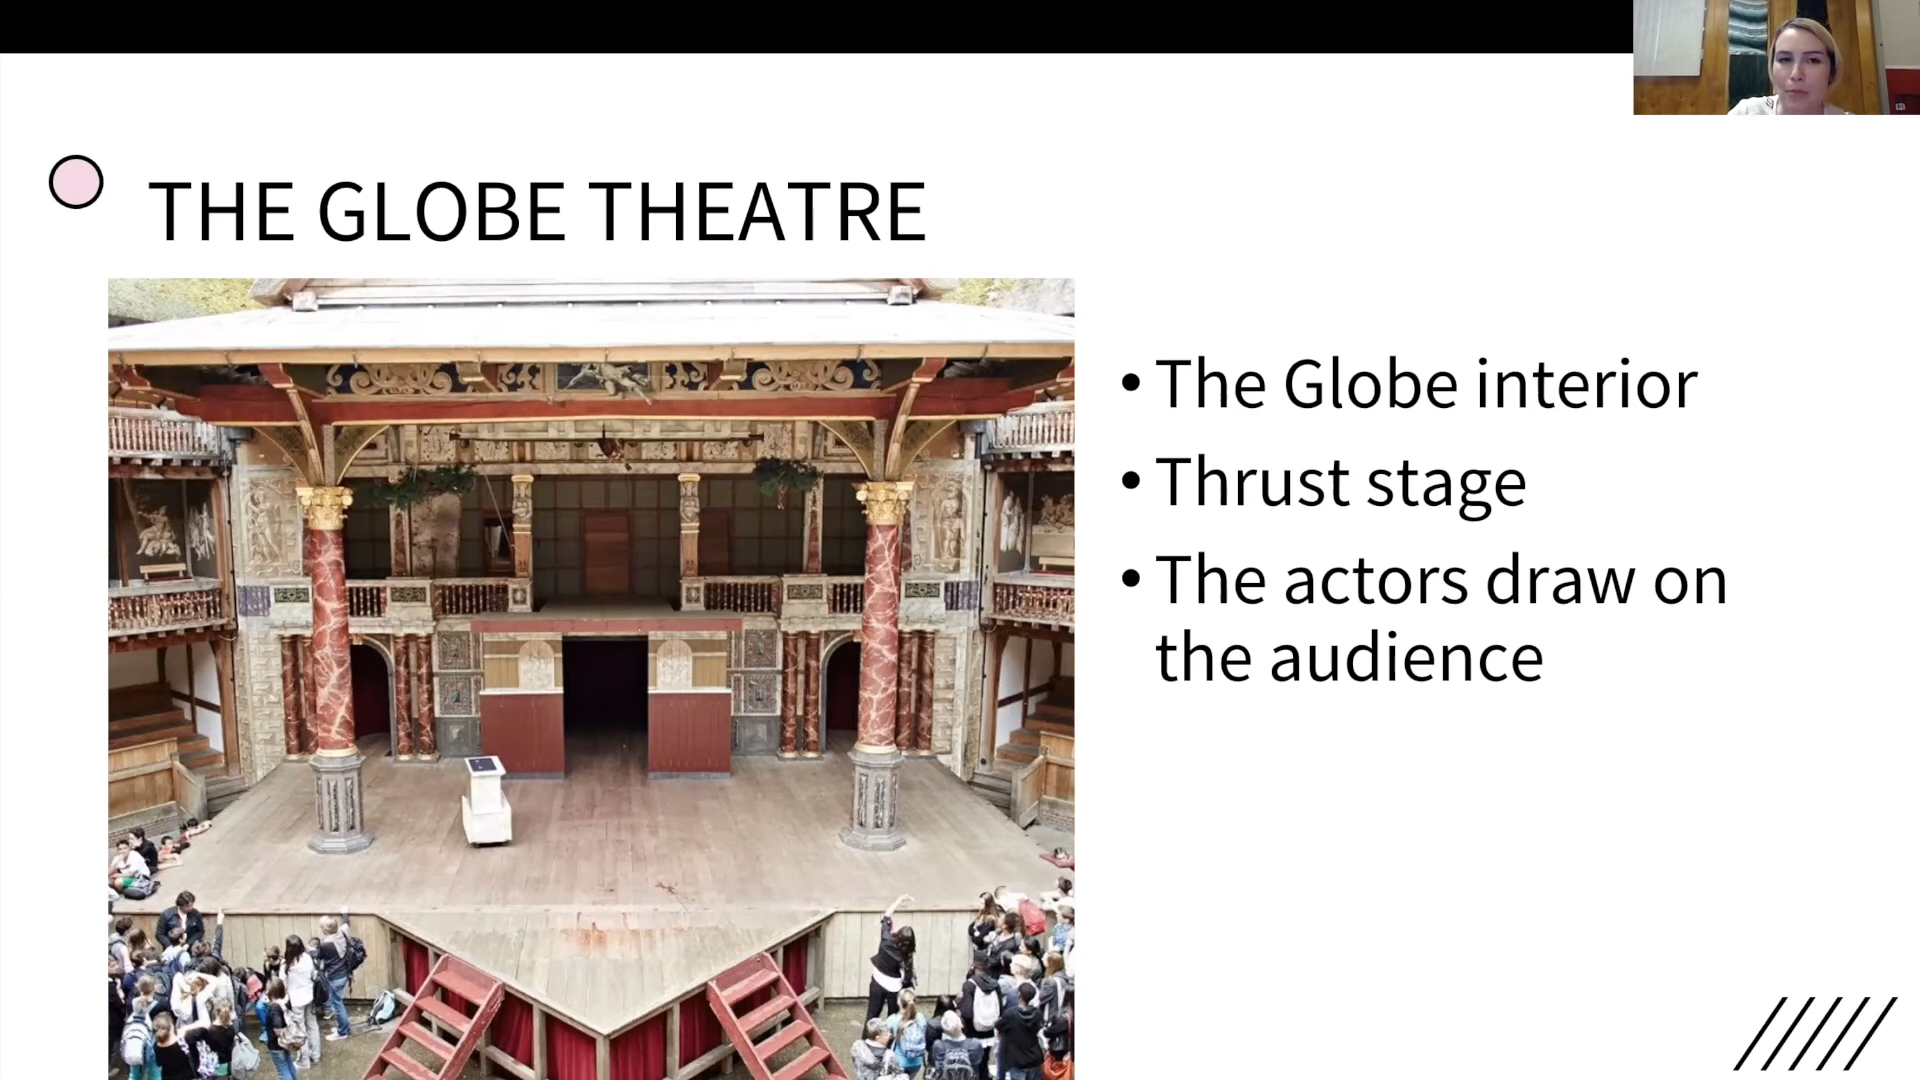 THE GLOBE THEATRE
• The Globe interior
• Thrust stage
• The actors draw on
the audience